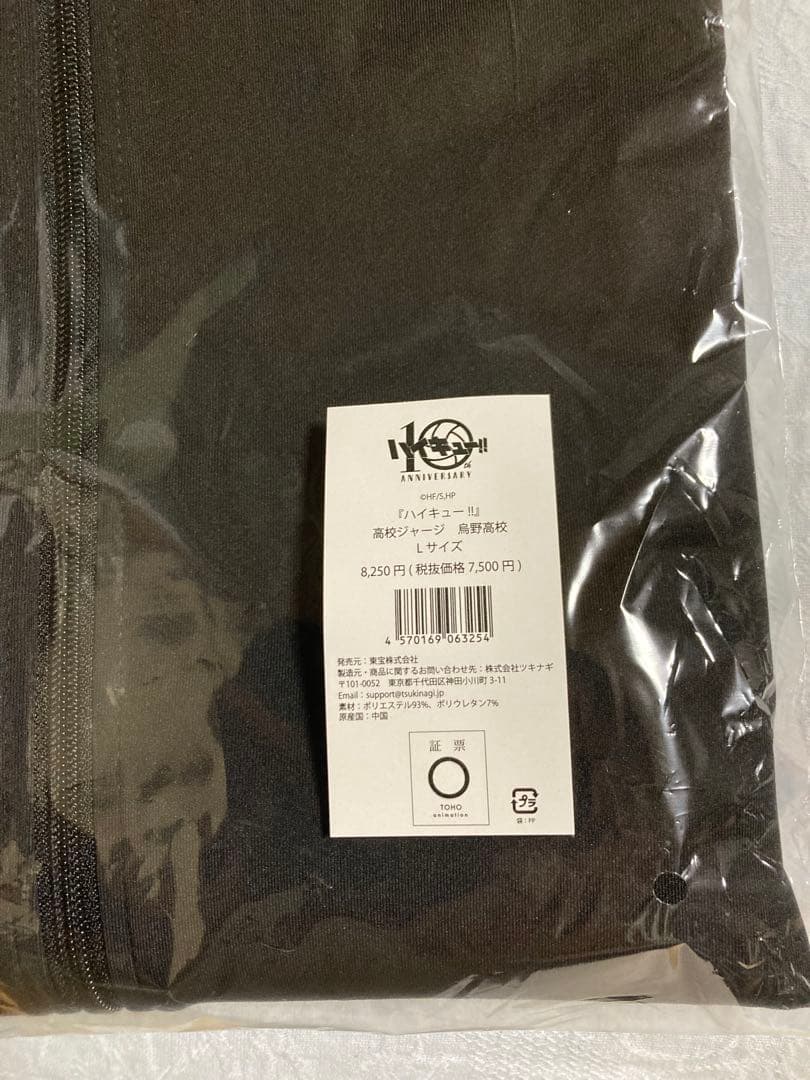 ハイキュー!!
10th
ANNIVERSARY
©HF/S,HP
『ハイキュー!!』
高校ジャージ　烏野高校
Lサイズ
8,250円(税抜価格7,500円)
4 570169 063254
発売元：東宝株式会社
製造元・商品に関するお問い合わせ先：株式会社ツキナギ
〒101-0052　東京都千代田区神田小川町3-11
Email：support@tsukinagi.jp
素材：ポリエステル93%、ポリウレタン7%
原産国：中国
証票
TOHO
animation
プラ
袋：PP